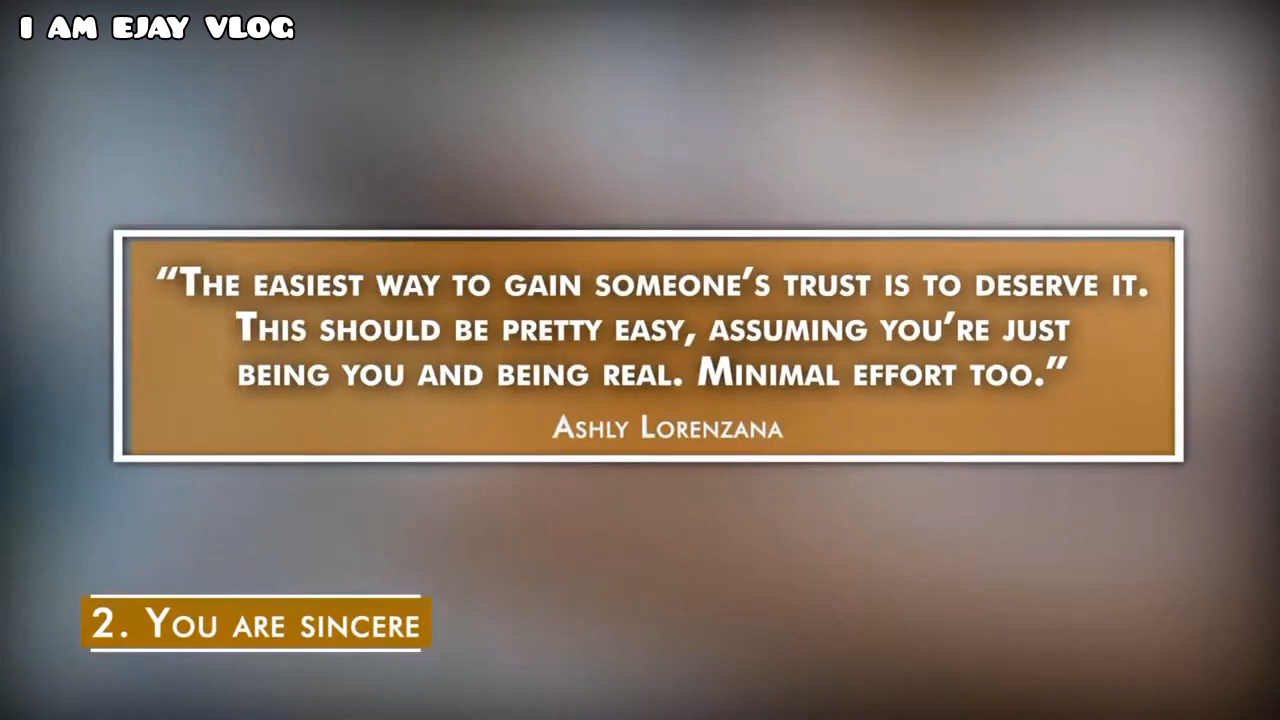 I AM EJAY VLOG
“The easiest way to gain someone’s trust is to deserve it.
This should be pretty easy, assuming you’re just
being you and being real. Minimal effort too.”
Ashly Lorenzana
2. You are sincere